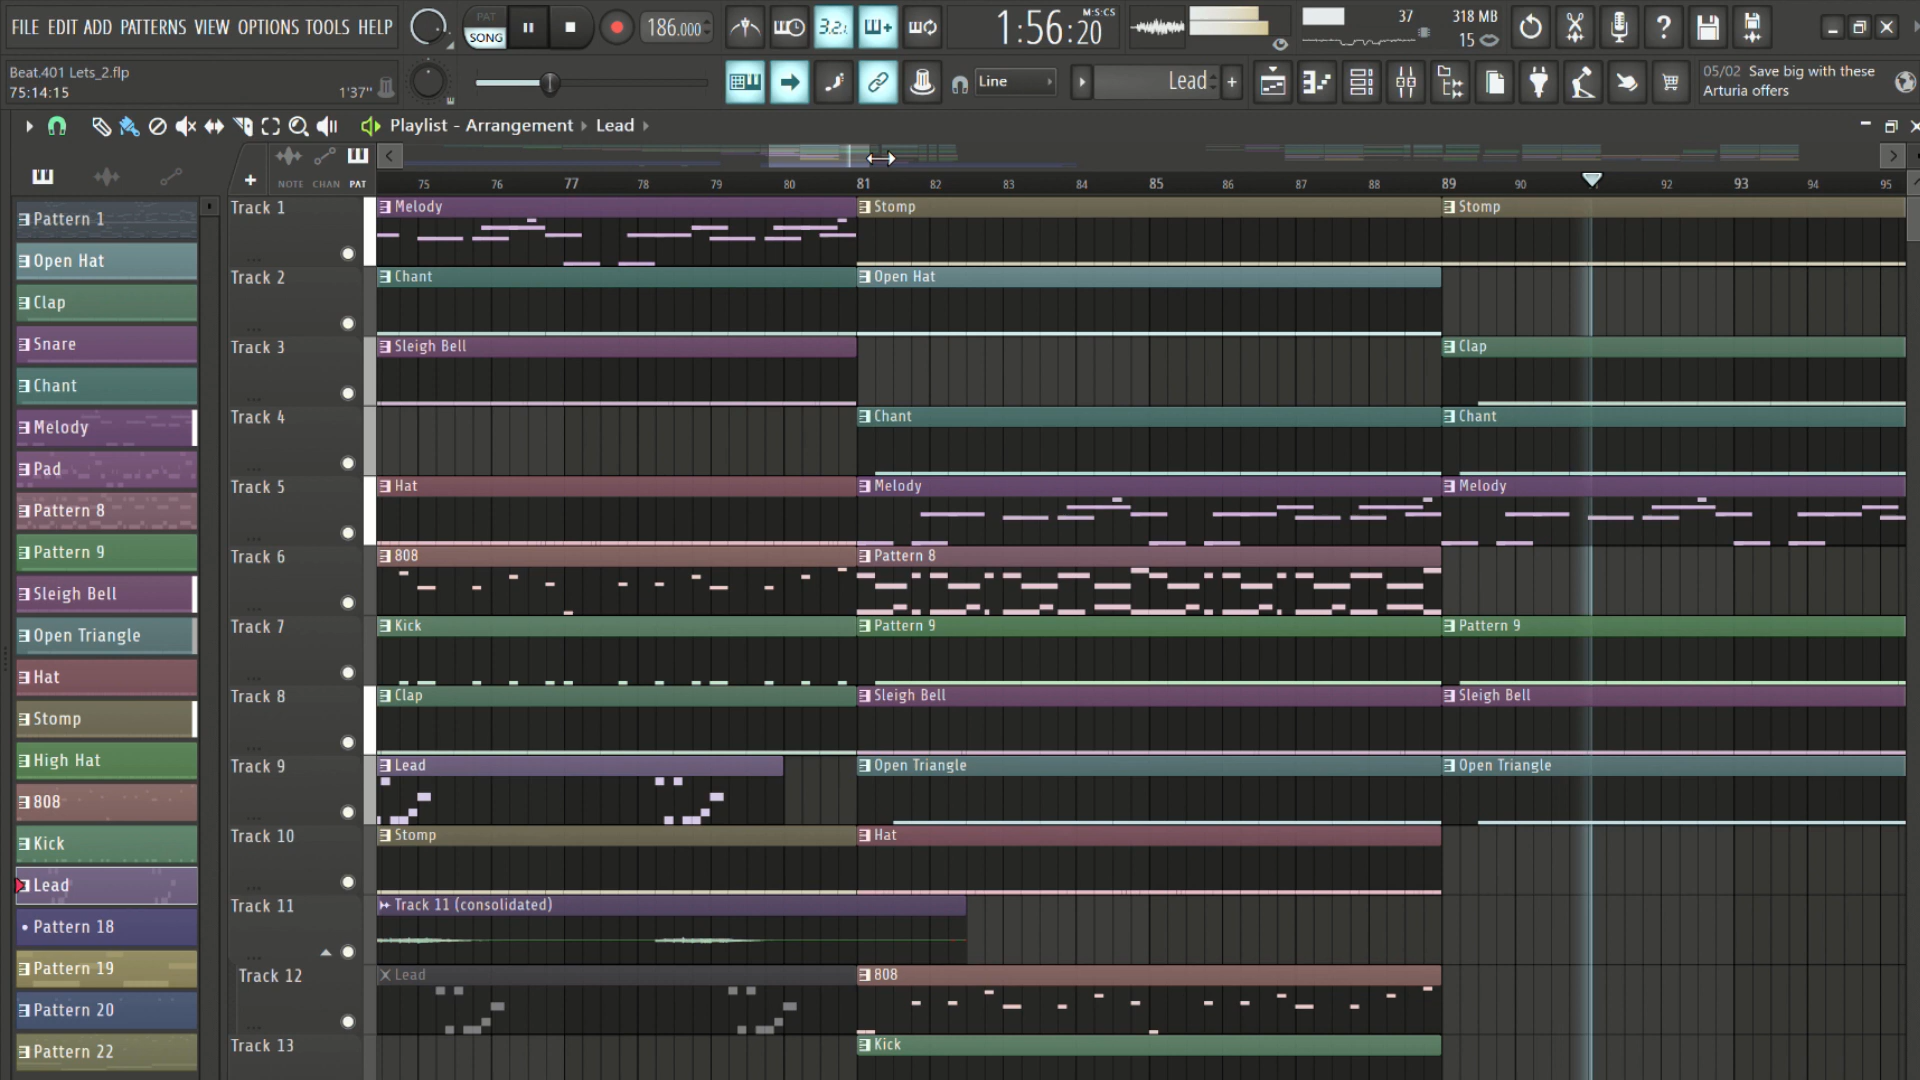 FILE EDIT ADD PATTERNS VIEW OPTIONS TOOLS HELP
PAT
SONG
186.000
3.2.
1:56:20
M:S:CS
37
318 MB
15
Beat.401 Lets_2.flp
75:14:15
1'37"
Line
Lead
05/02 Save big with these
Arturia offers
Playlist - Arrangement
Lead
NOTE CHAN PAT
75 76 77 78 79 80 81 82 83 84 85 86 87 88 89 90 92 93 94 95
Pattern 1
Open Hat
Clap
Snare
Chant
Melody
Pad
Pattern 8
Pattern 9
Sleigh Bell
Open Triangle
Hat
Stomp
High Hat
808
Kick
Lead
Pattern 18
Pattern 19
Pattern 20
Pattern 22
Track 1
Melody
Stomp
Stomp
Track 2
Chant
Open Hat
Track 3
Sleigh Bell
Clap
Track 4
Chant
Chant
Track 5
Hat
Melody
Melody
Track 6
808
Pattern 8
Track 7
Kick
Pattern 9
Pattern 9
Track 8
Clap
Sleigh Bell
Sleigh Bell
Track 9
Lead
Open Triangle
Open Triangle
Track 10
Stomp
Hat
Track 11
Track 11 (consolidated)
Track 12
Lead
808
Track 13
Kick